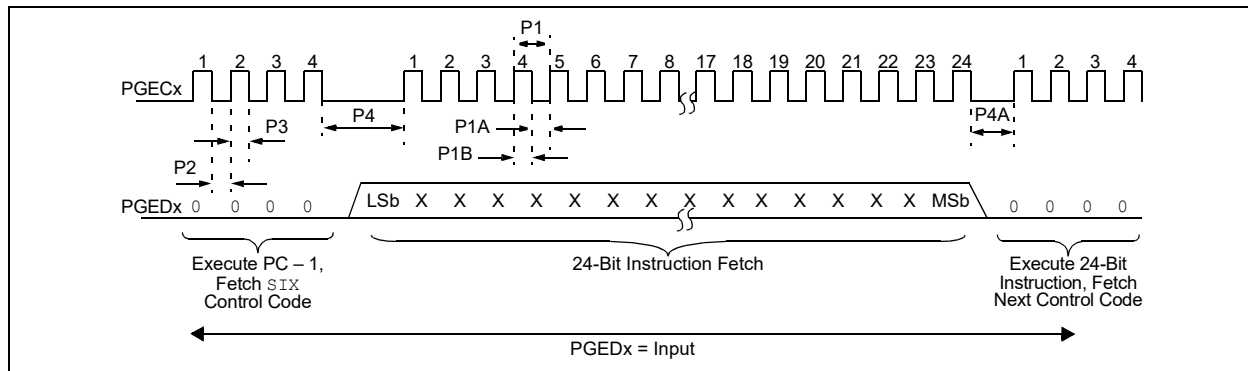 P1
1 2 3 4 1 2 3 4 5 6 7 8 17 18 19 20 21 22 23 24 1 2 3 4
PGECx
P3 P4 P1A P4A
P1B
P2
PGEDx 0 0 0 0 LSb X X X X X X X X X X X X X X MSb 0 0 0 0
Execute PC – 1,
Fetch SIX
Control Code
24-Bit Instruction Fetch
Execute 24-Bit
Instruction, Fetch
Next Control Code
PGEDx = Input